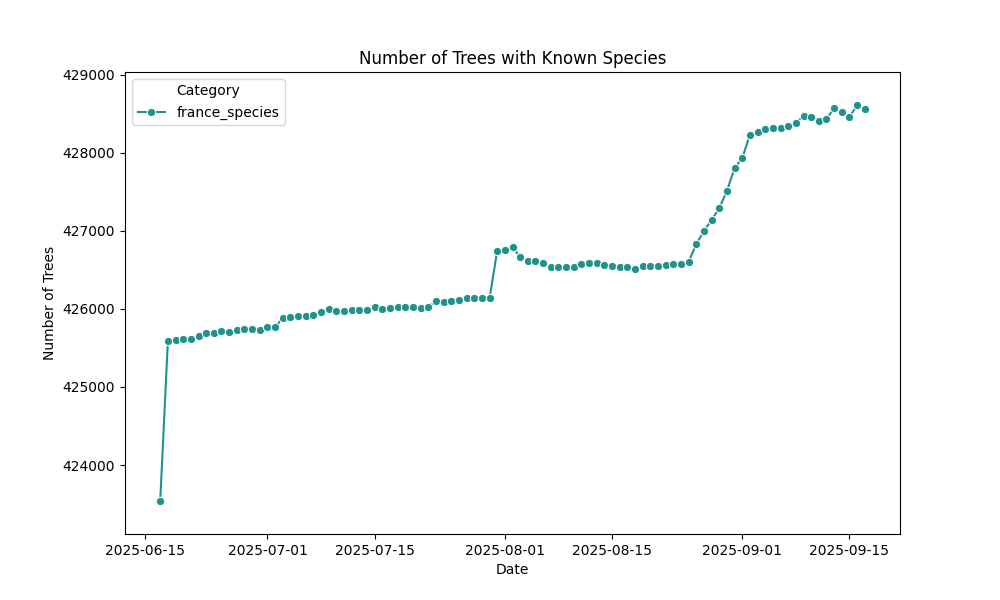 Number of Trees with Known Species
Category
france_species
429000
428000
427000
426000
425000
424000
Number of Trees
2025-06-15
2025-07-01
2025-07-15
2025-08-01
2025-08-15
2025-09-01
2025-09-15
Date